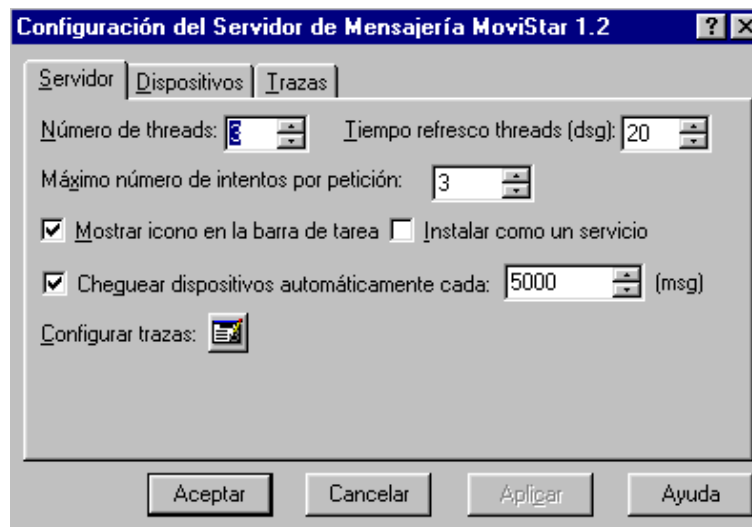 Configuración del Servidor de Mensajería MoviStar 1.2
Servidor Dispositivos Trazas
Número de threads: 3 Tiempo refresco threads (dsg): 20
Máximo número de intentos por petición: 3
Mostrar icono en la barra de tarea Instalar como un servicio
Cheguear dispositivos automáticamente cada: 5000 (msg)
Configurar trazas:
Aceptar Cancelar Aplicar Ayuda